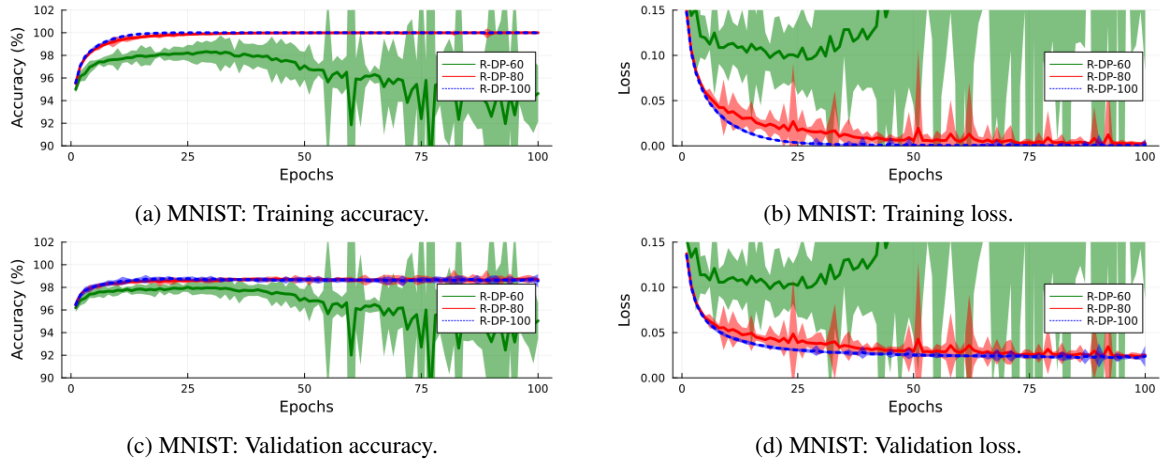 102
100
98
96
94
92
90
Accuracy (%)
R-DP-60
R-DP-80
R-DP-100
0 25 50 75 100
Epochs
(a) MNIST: Training accuracy.
0.15
0.10
0.05
0.00
Loss
R-DP-60
R-DP-80
R-DP-100
0 25 50 75 100
Epochs
(b) MNIST: Training loss.
102
100
98
96
94
92
90
Accuracy (%)
R-DP-60
R-DP-80
R-DP-100
0 25 50 75 100
Epochs
(c) MNIST: Validation accuracy.
0.15
0.10
0.05
0.00
Loss
R-DP-60
R-DP-80
R-DP-100
0 25 50 75 100
Epochs
(d) MNIST: Validation loss.